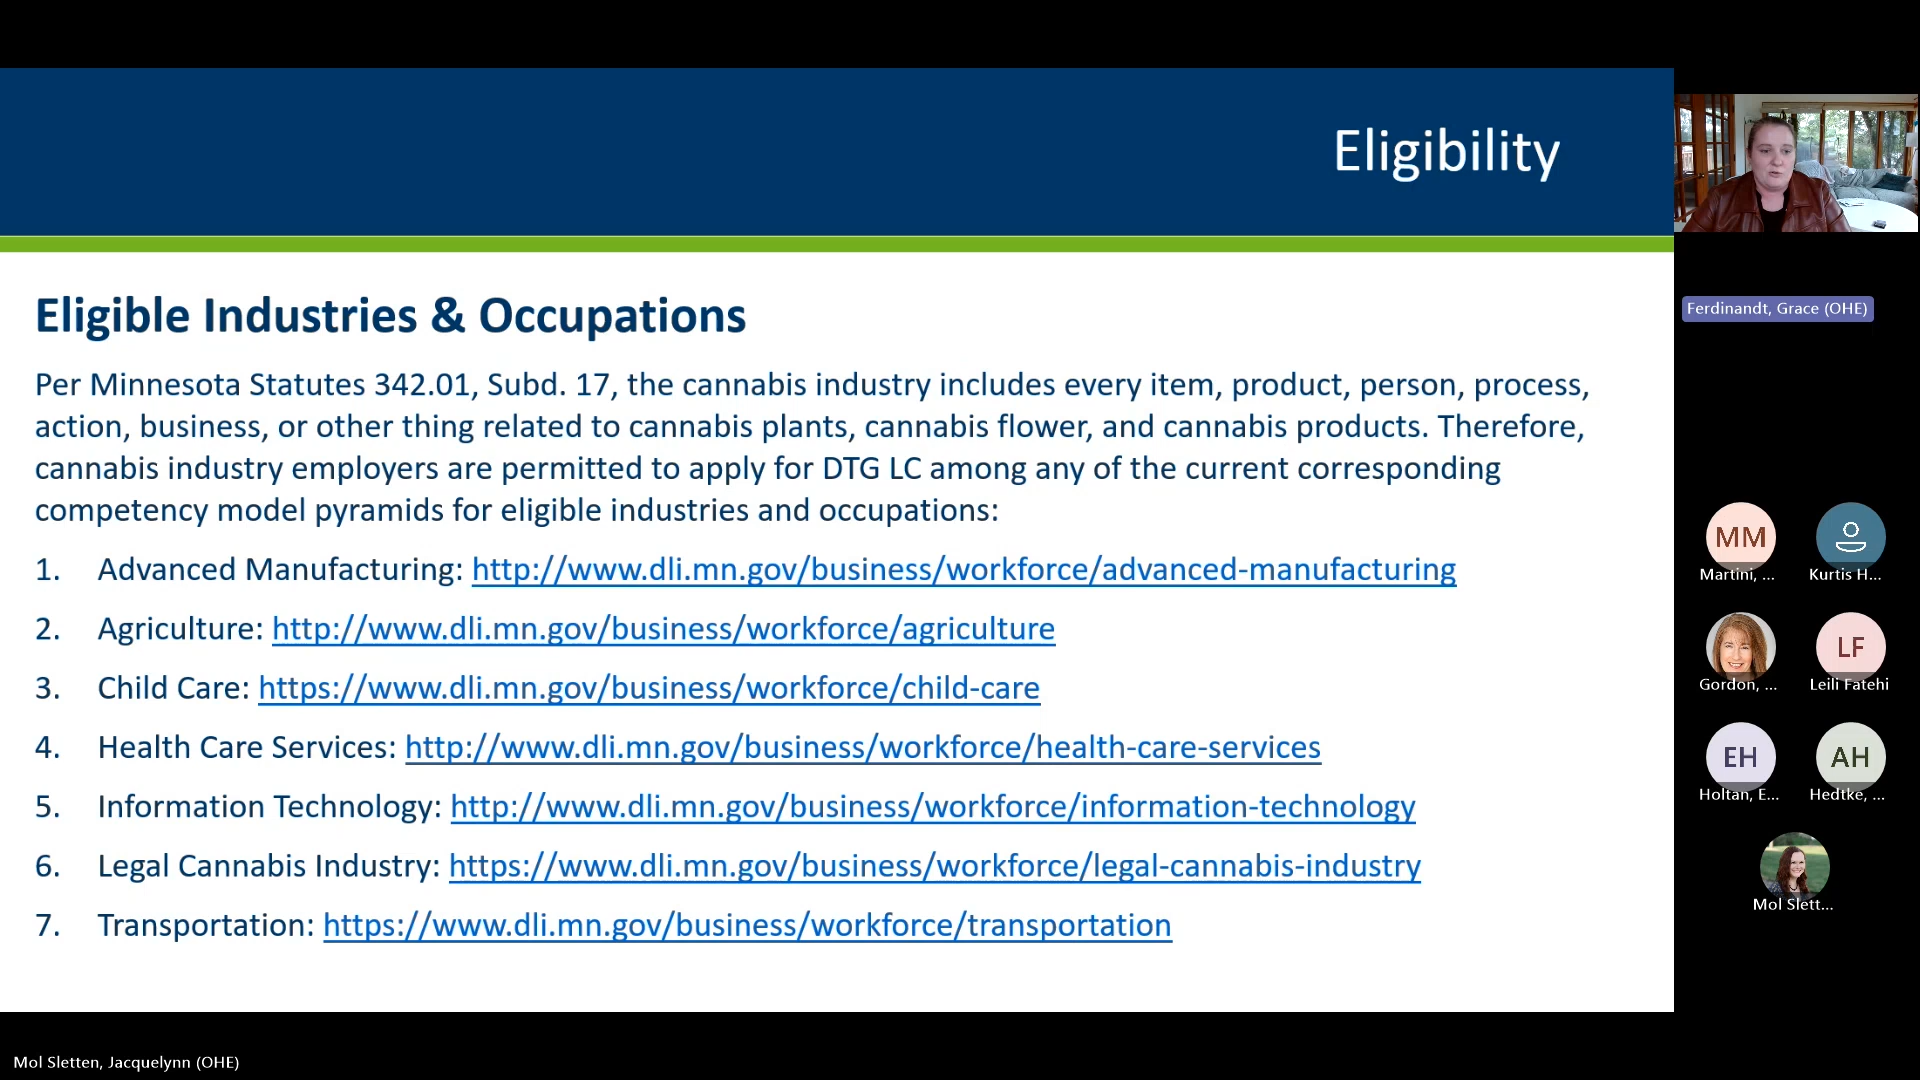 Eligibility
Eligible Industries & Occupations
Per Minnesota Statutes 342.01, Subd. 17, the cannabis industry includes every item, product, person, process,
action, business, or other thing related to cannabis plants, cannabis flower, and cannabis products. Therefore,
cannabis industry employers are permitted to apply for DTG LC among any of the current corresponding
competency model pyramids for eligible industries and occupations:
1. Advanced Manufacturing: http://www.dli.mn.gov/business/workforce/advanced-manufacturing
2. Agriculture: http://www.dli.mn.gov/business/workforce/agriculture
3. Child Care: https://www.dli.mn.gov/business/workforce/child-care
4. Health Care Services: http://www.dli.mn.gov/business/workforce/health-care-services
5. Information Technology: http://www.dli.mn.gov/business/workforce/information-technology
6. Legal Cannabis Industry: https://www.dli.mn.gov/business/workforce/legal-cannabis-industry
7. Transportation: https://www.dli.mn.gov/business/workforce/transportation
Ferdinandt, Grace (OHE)
MM
Martini, ...
Kurtis H...
Gordon, ...
LF
Leili Fatehi
EH
Holtan, E...
AH
Hedtke, ...
Mol Slett...
Mol Sletten, Jacquelynn (OHE)